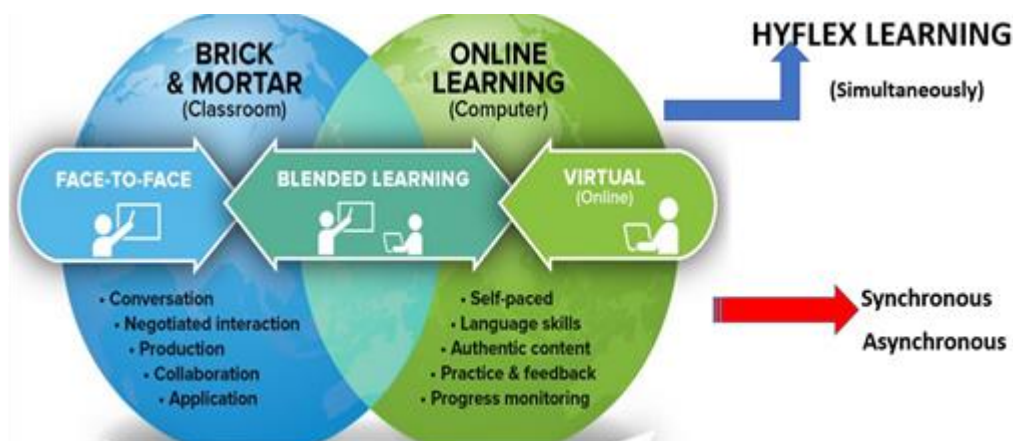 BRICK
& MORTAR
(Classroom)
ONLINE
LEARNING
(Computer)
HYFLEX LEARNING
(Simultaneously)
FACE-TO-FACE
BLENDED LEARNING
VIRTUAL
(Online)
• Conversation
• Negotiated interaction
• Production
• Collaboration
• Application
• Self-paced
• Language skills
• Authentic content
• Practice & feedback
• Progress monitoring
Synchronous
Asynchronous